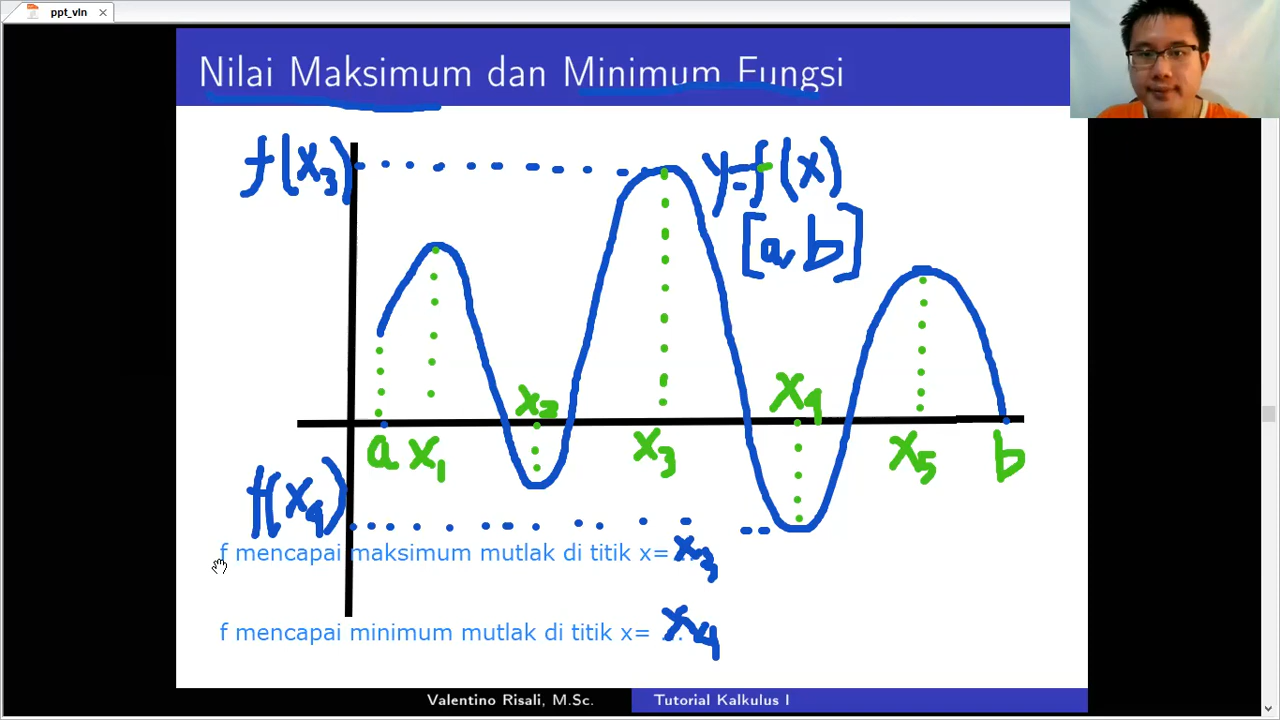 ppt_vln
Nilai Maksimum dan Minimum Fungsi
f(x3)
y=f(x)
[a,b]
x2
x4
a x1
x3
x5
b
f(x4)
f mencapai maksimum mutlak di titik x= x3
f mencapai minimum mutlak di titik x= x4
Valentino Risali, M.Sc.
Tutorial Kalkulus I